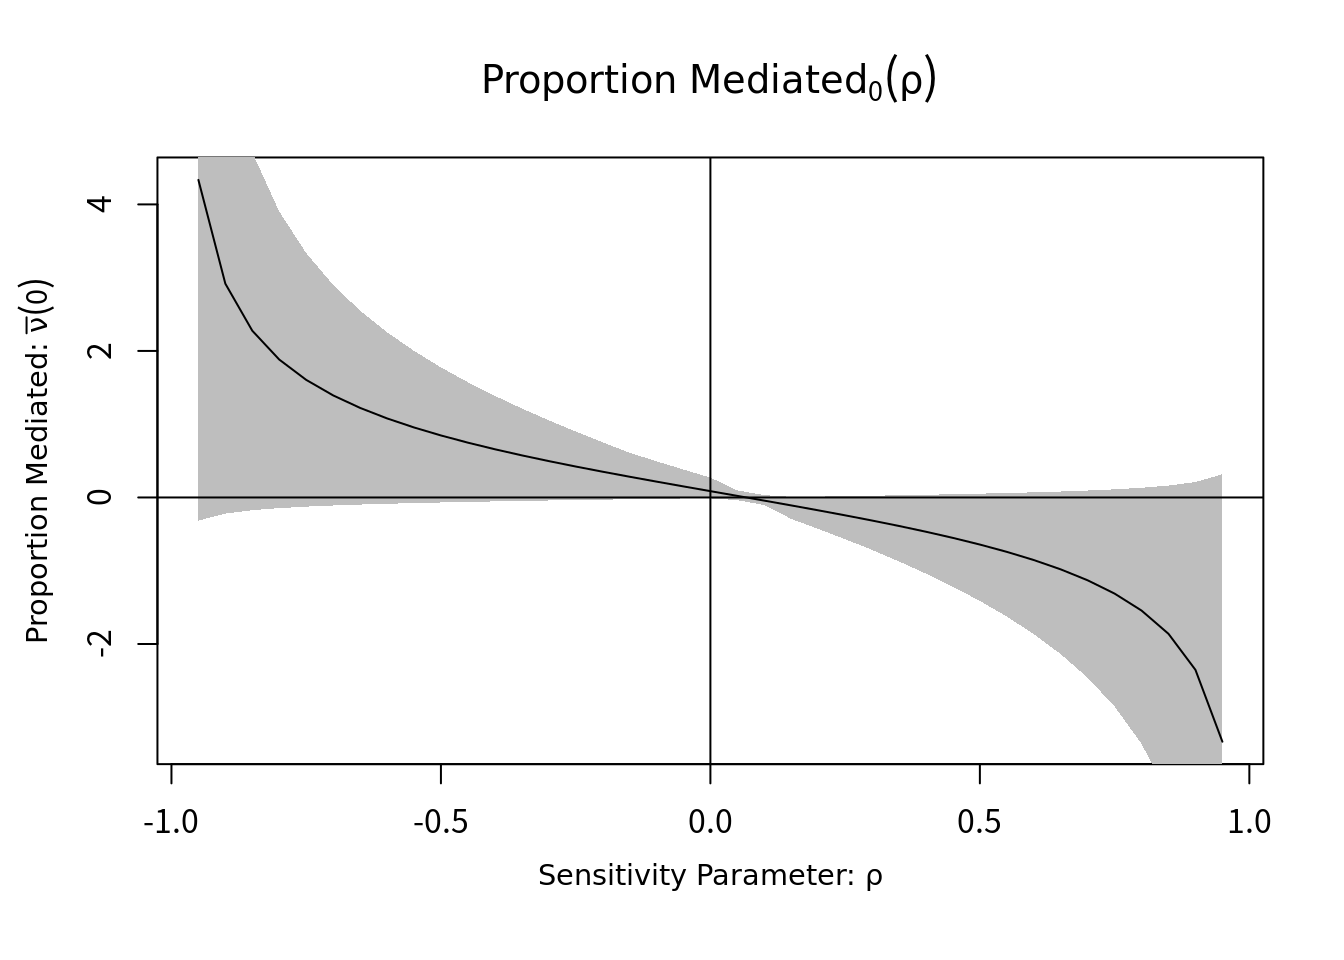 Proportion Mediated₀(ρ)
Proportion Mediated: ν̅(0)
4
2
0
-2
-1.0 -0.5 0.0 0.5 1.0
Sensitivity Parameter: ρ